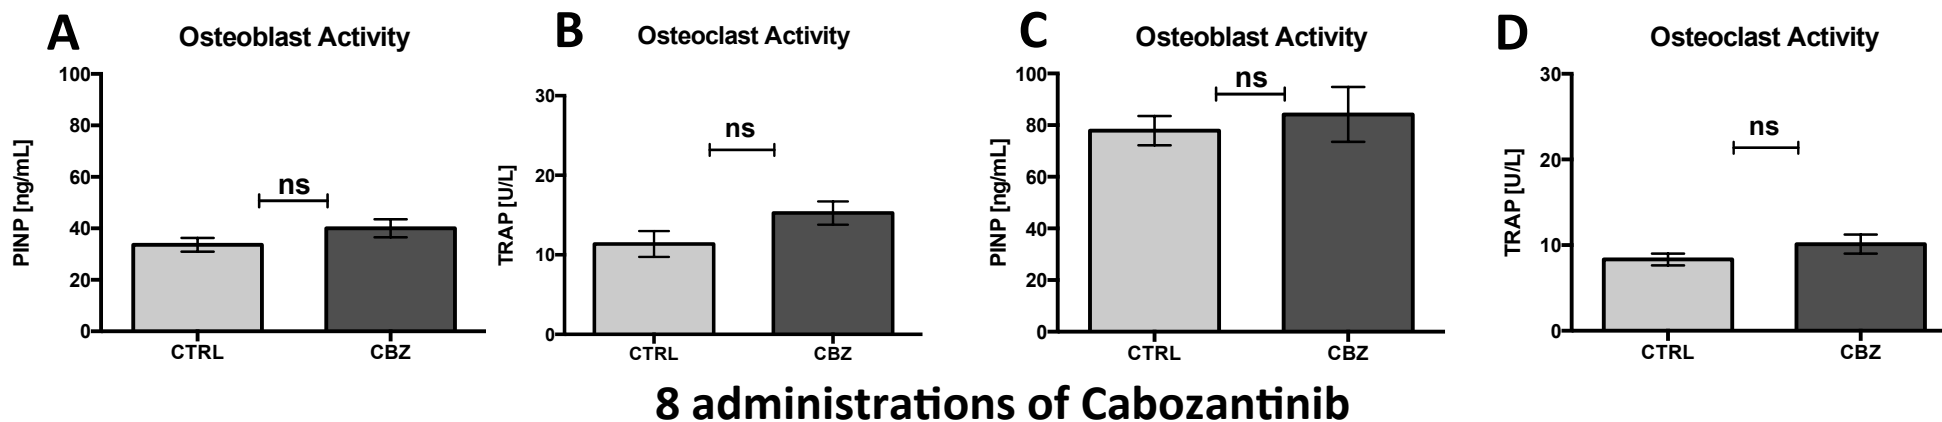 A
Osteoblast Activity
PINP [ng/mL]
100
80
60
40
20
0
ns
CTRL
CBZ
B
Osteoclast Activity
TRAP [U/L]
30
20
10
0
ns
CTRL
CBZ
C
Osteoblast Activity
PINP [ng/mL]
100
80
60
40
20
0
ns
CTRL
CBZ
D
Osteoclast Activity
TRAP [U/L]
30
20
10
0
ns
CTRL
CBZ
8 administrations of Cabozantinib